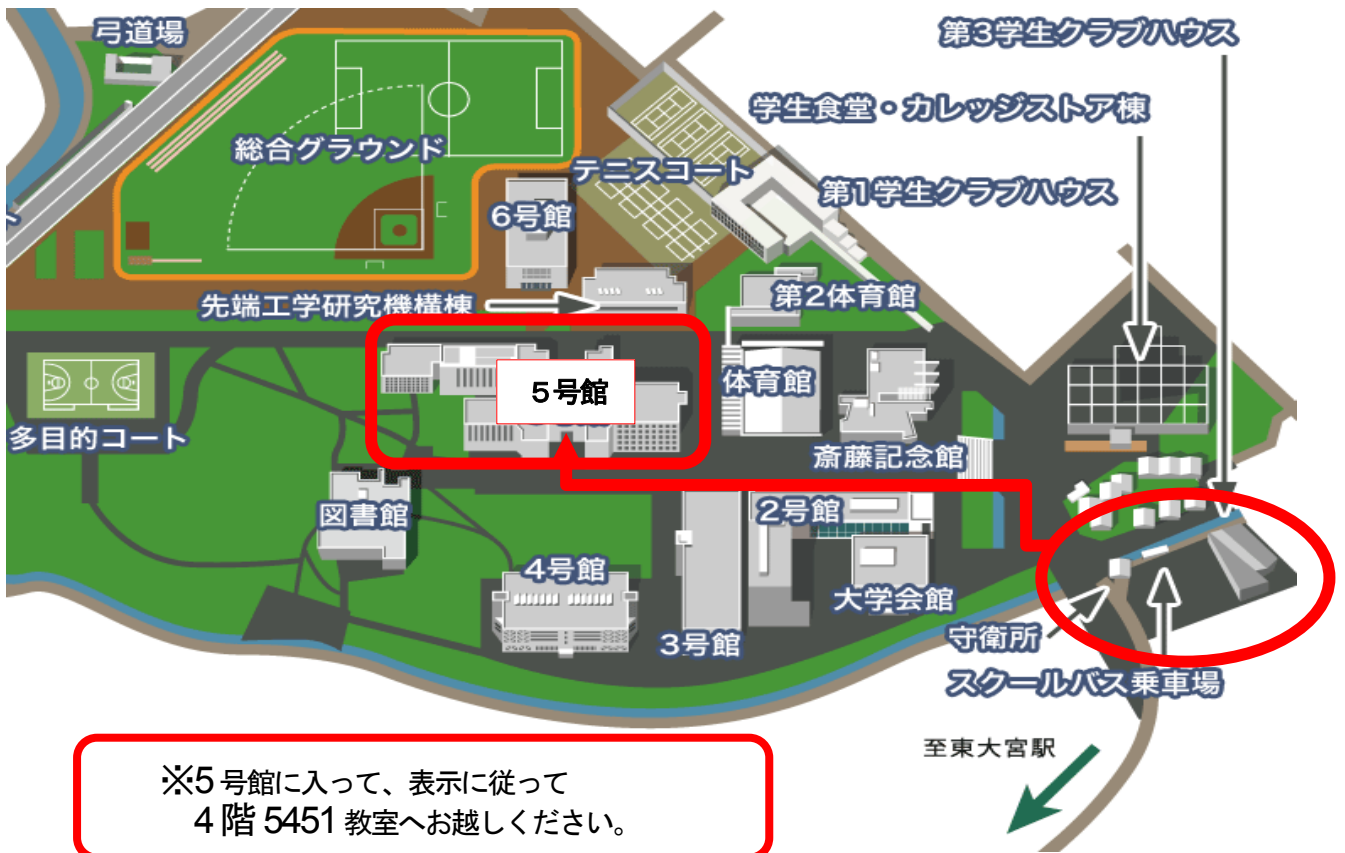 弓道場
第3学生クラブハウス
学生食堂・カレッジストア棟
総合グラウンド
テニスコート
第1学生クラブハウス
6号館
先端工学研究機構棟
第2体育館
5号館
体育館
多目的コート
斎藤記念館
図書館
2号館
4号館
大学会館
3号館
守衛所
スクールバス乗車場
至東大宮駅
※5号館に入って、表示に従って
4階5451教室へお越しください。